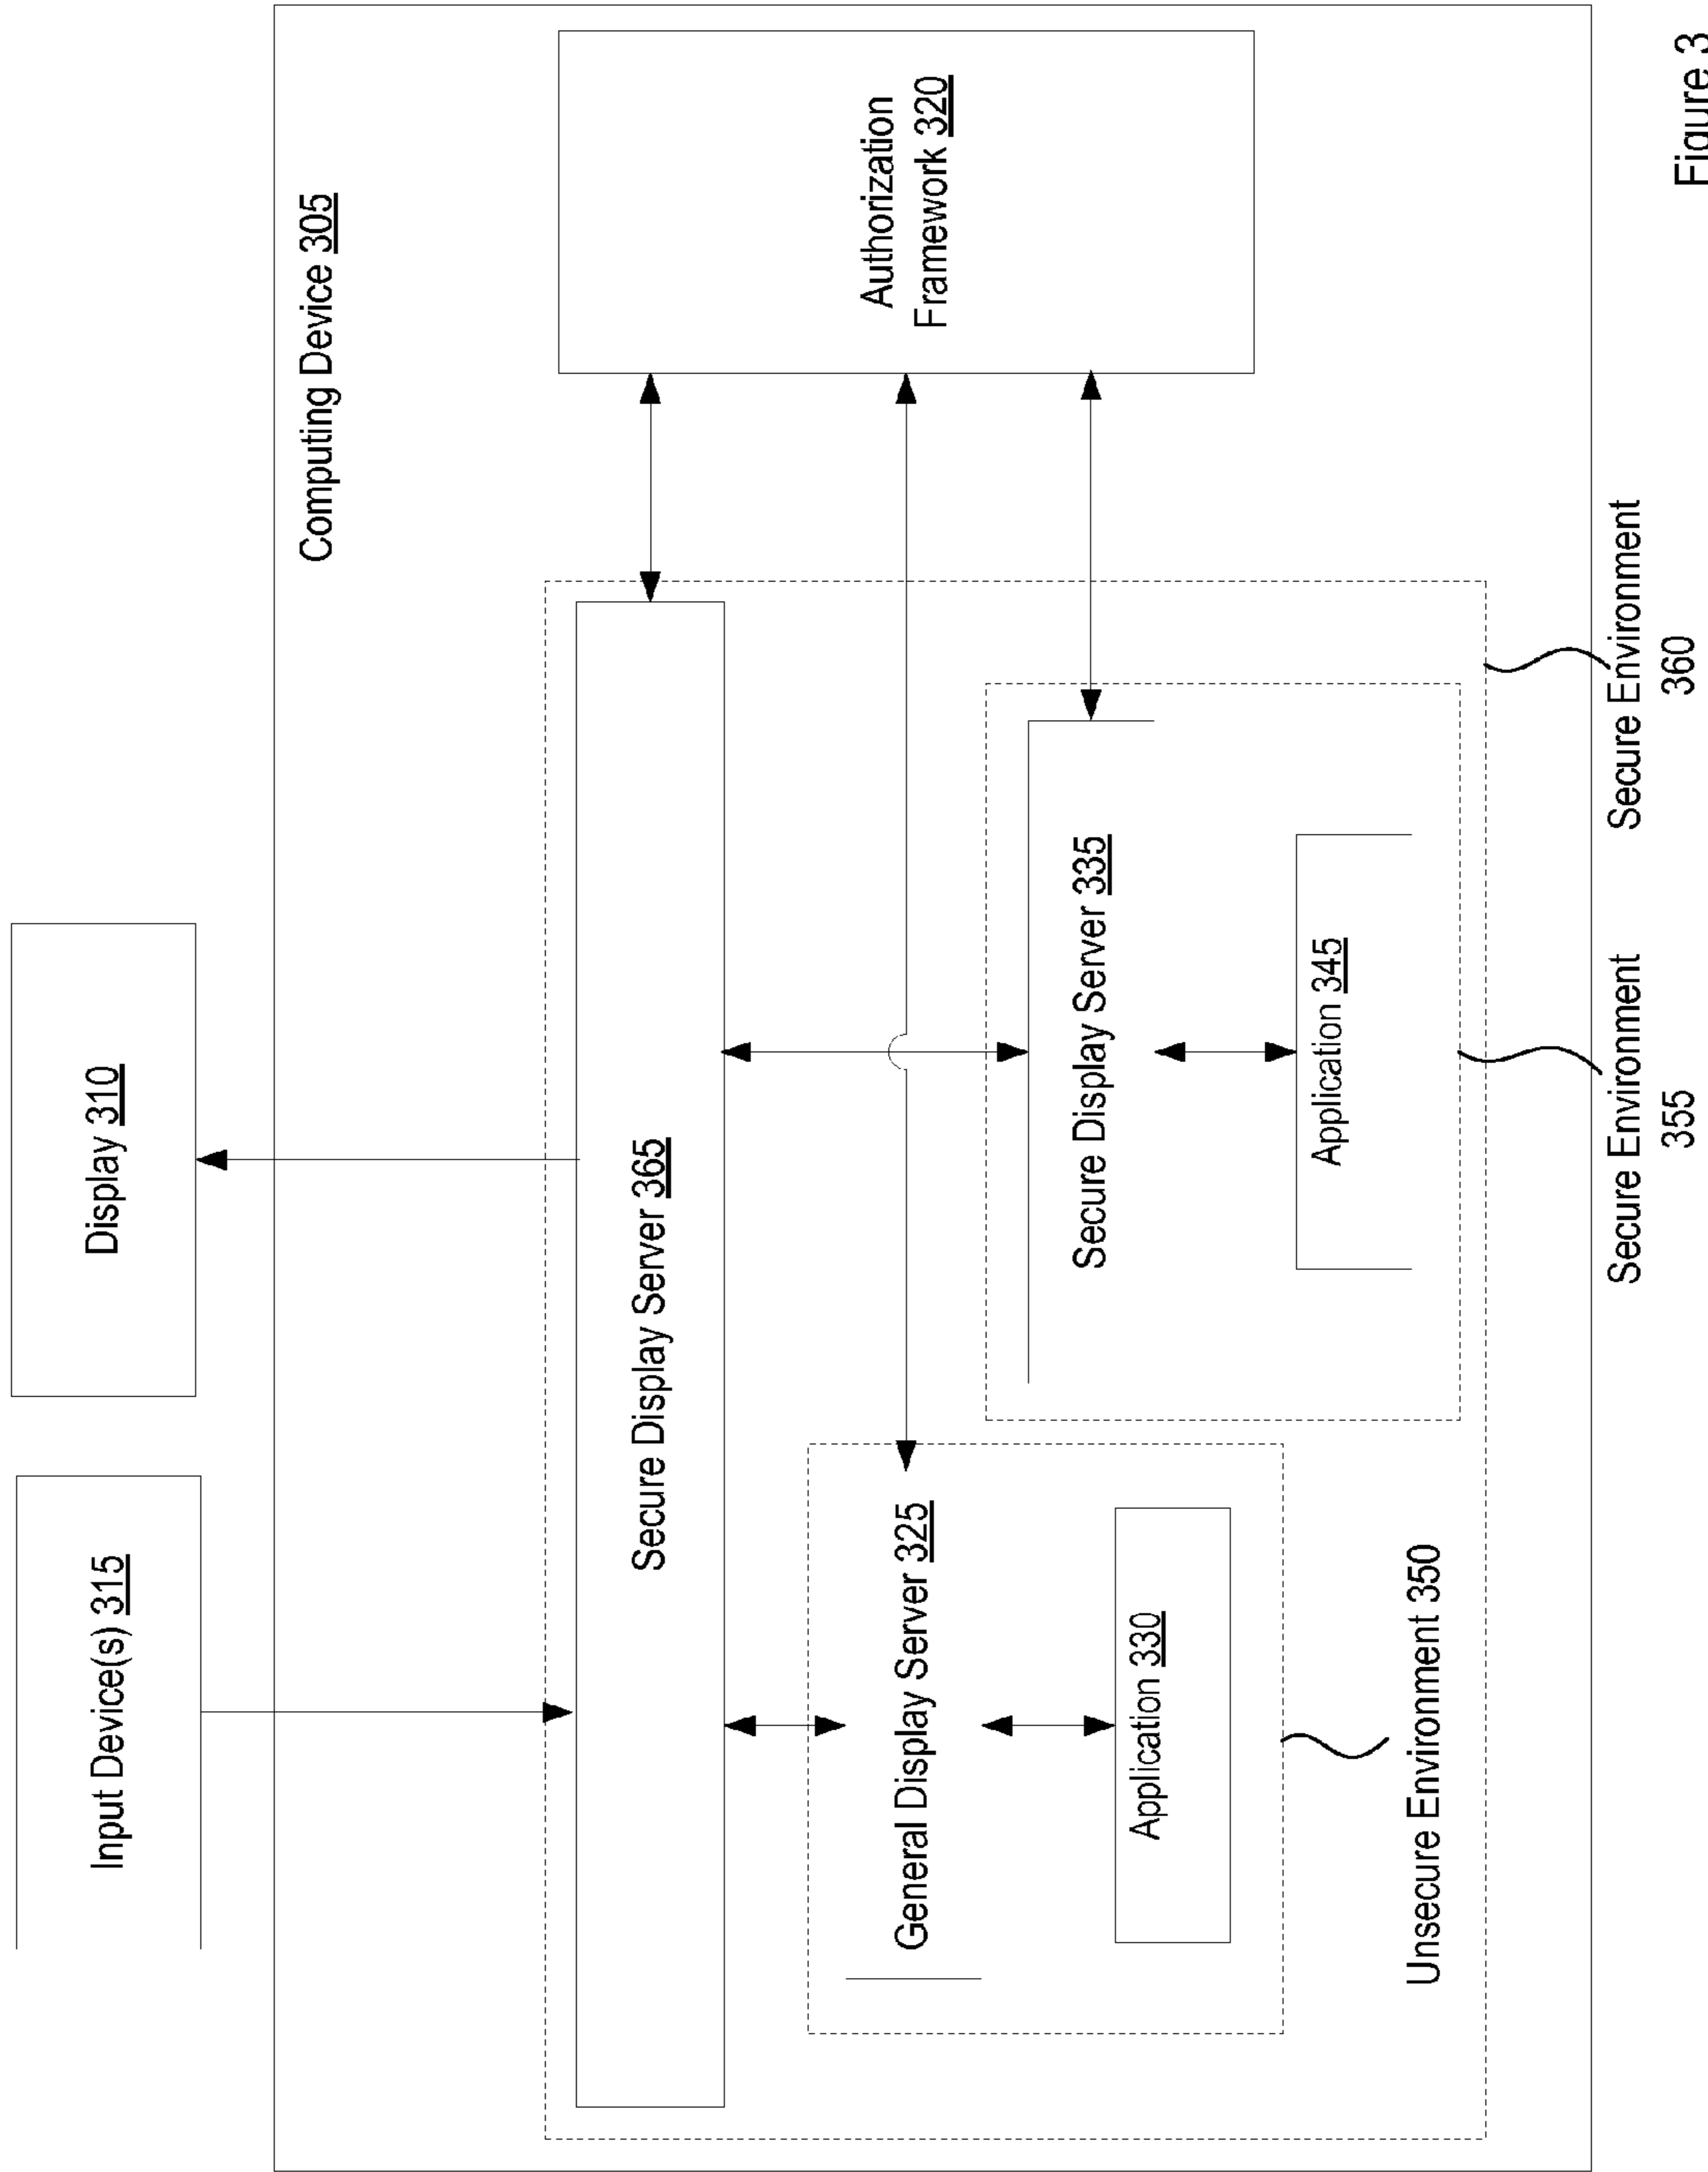 Input Device(s) 315
Display 310
Computing Device 305
Secure Display Server 365
Authorization
Framework 320
General Display Server 325
Secure Display Server 335
Application 330
Application 345
Unsecure Environment 350
Secure Environment
355
Secure Environment
360
Figure 3